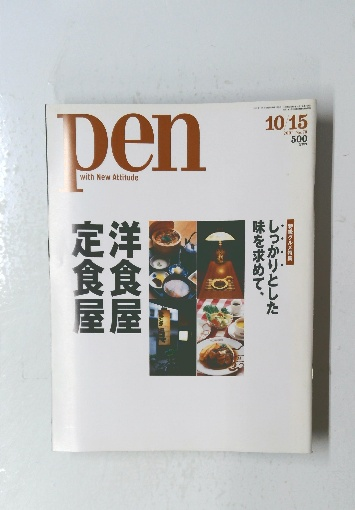 pen
with New Attitude
10/15
500
しっかりとした
味を求めて、
洋食屋
定食屋